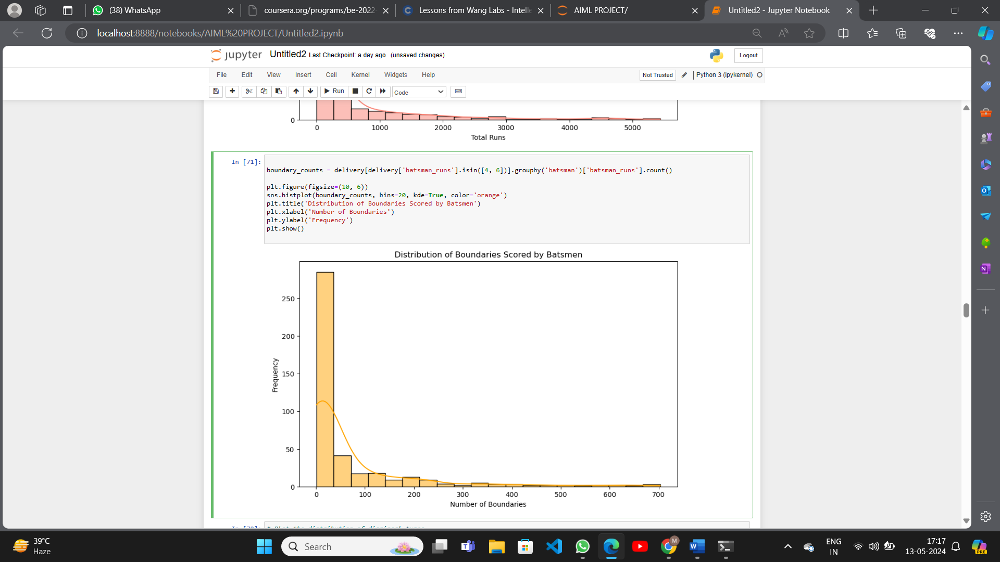 (38) WhatsApp
coursera.org/programs/be-2022-
Lessons from Wang Labs - Intelle
AIML PROJECT/
Untitled2 - Jupyter Notebook
localhost:8888/notebooks/AIML%20PROJECT/Untitled2.ipynb
jupyter Untitled2 Last Checkpoint: a day ago (unsaved changes)
Logout
File Edit View Insert Cell Kernel Widgets Help
Not Trusted
Python 3 (ipykernel)
Run
Code
0
0 1000 2000 3000 4000 5000
Total Runs
In [71]:
boundary_counts = delivery[delivery['batsman_runs'].isin([4, 6])].groupby('batsman')['batsman_runs'].count()
plt.figure(figsize=(10, 6))
sns.histplot(boundary_counts, bins=20, kde=True, color='orange')
plt.title('Distribution of Boundaries Scored by Batsmen')
plt.xlabel('Number of Boundaries')
plt.ylabel('Frequency')
plt.show()
Distribution of Boundaries Scored by Batsmen
250
200
150
100
50
0
Frequency
0 100 200 300 400 500 600 700
Number of Boundaries
39°C
Haze
Search
M
PRE
ENG
IN
17:17
13-05-2024